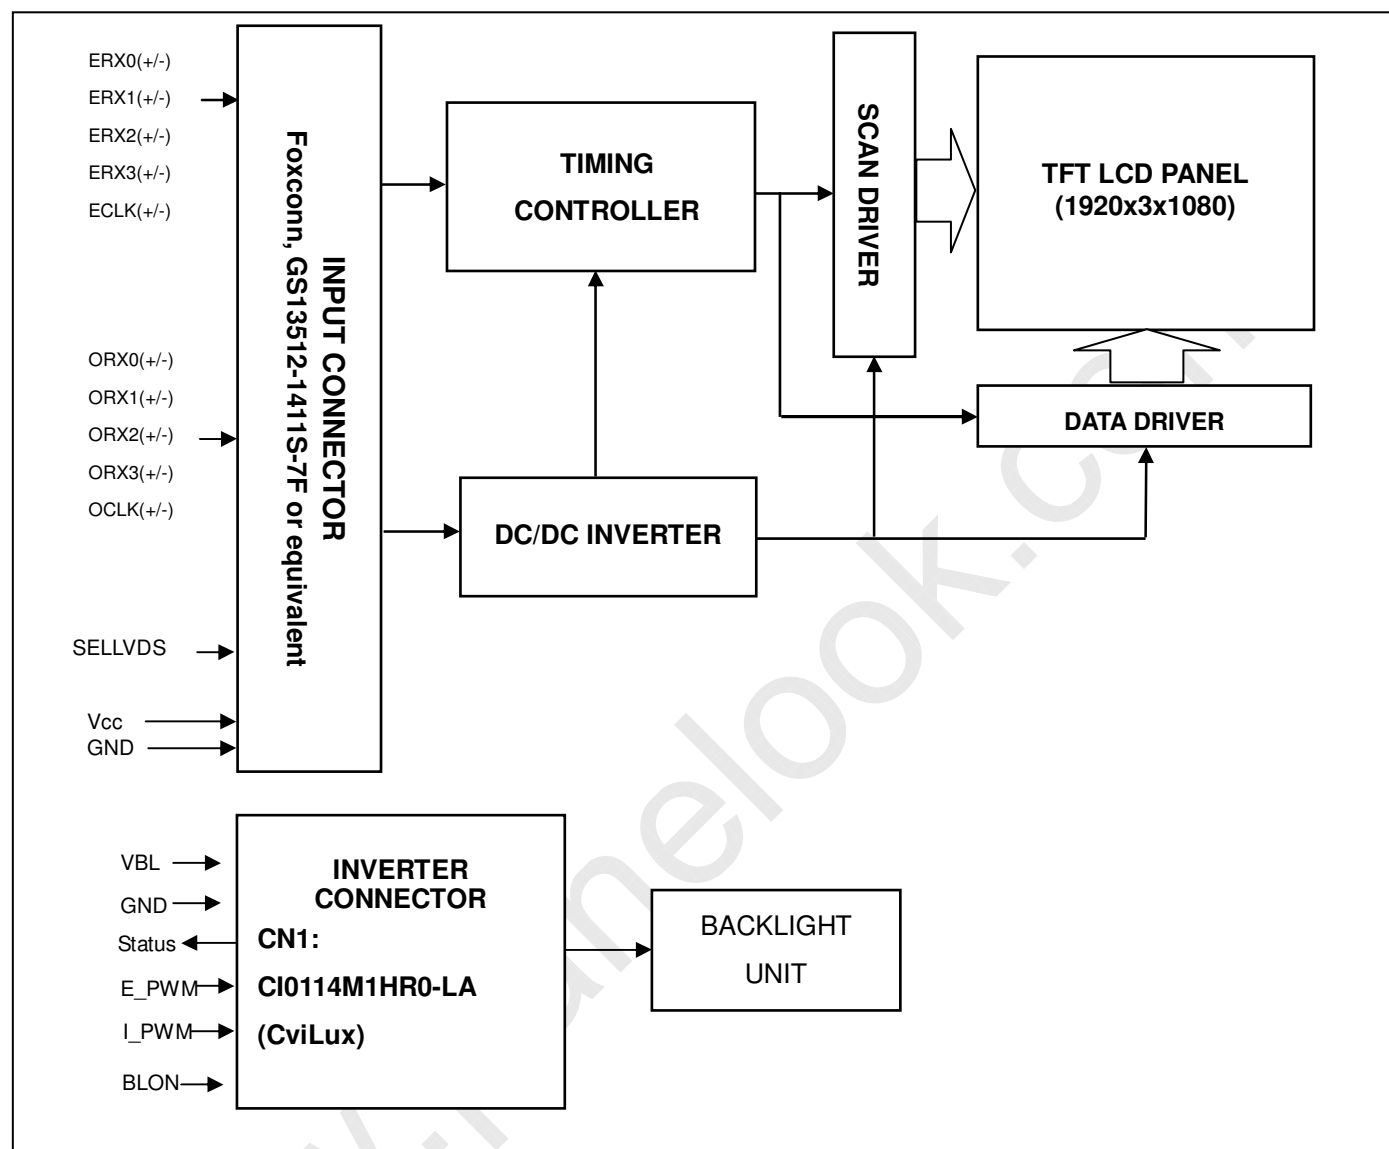 ERX0(+/-)
ERX1(+/-)
ERX2(+/-)
ERX3(+/-)
ECLK(+/-)
ORX0(+/-)
ORX1(+/-)
ORX2(+/-)
ORX3(+/-)
OCLK(+/-)
SELLVDS
Vcc
GND
INPUT CONNECTOR
Foxconn, GS13512-1411S-7F or equivalent
TIMING
CONTROLLER
SCAN DRIVER
TFT LCD PANEL
(1920x3x1080)
DATA DRIVER
DC/DC INVERTER
VBL
GND
Status
E_PWM
I_PWM
BLON
INVERTER
CONNECTOR
CN1:
CI0114M1HR0-LA
(CviLux)
BACKLIGHT
UNIT